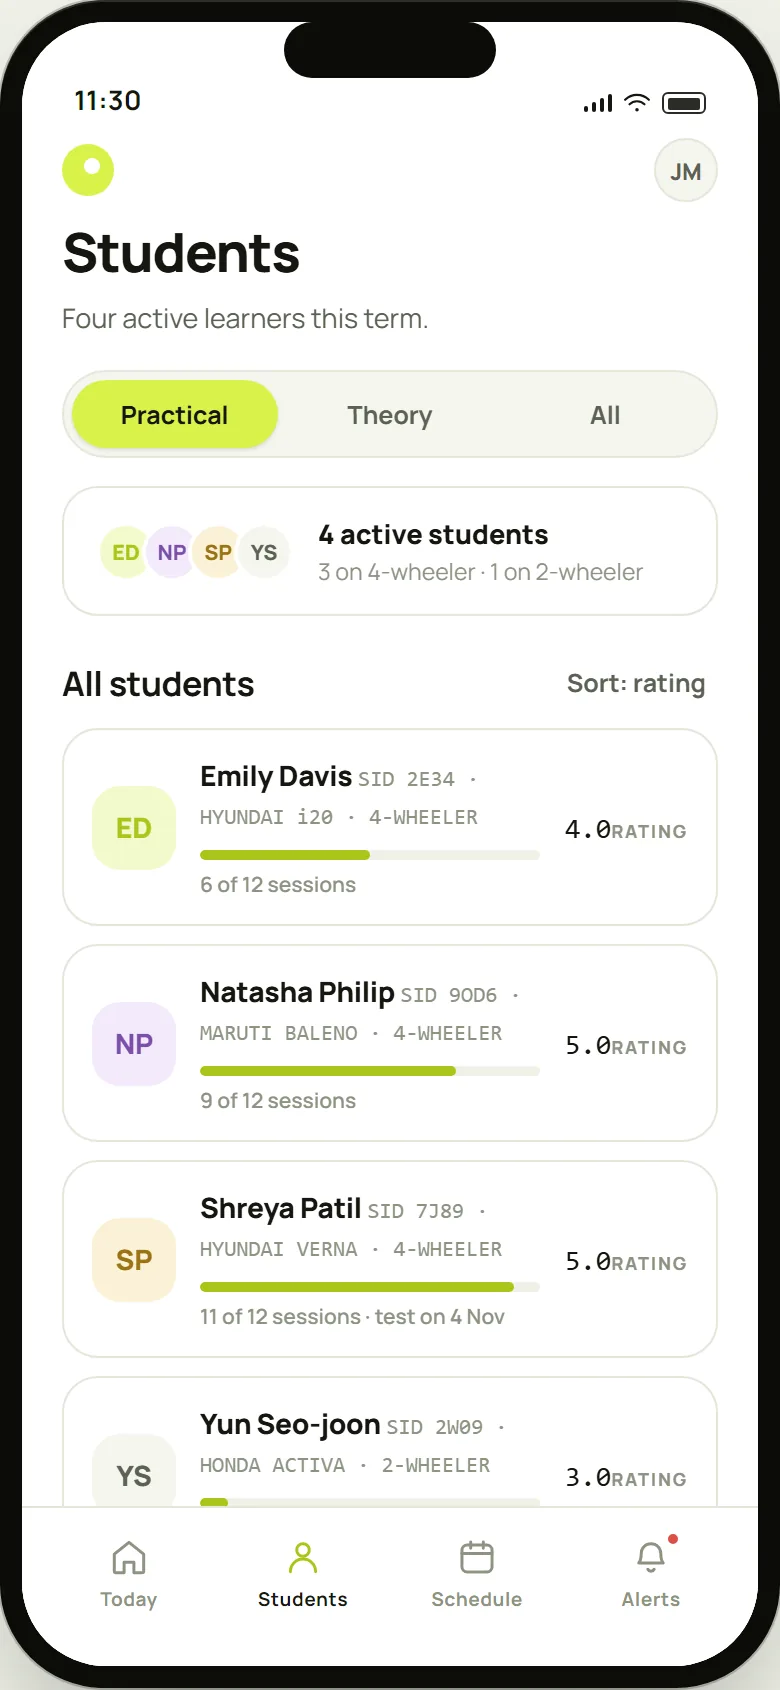 11:30
JM
Students
Four active learners this term.
Practical Theory All
ED NP SP YS
4 active students
3 on 4-wheeler · 1 on 2-wheeler
All students Sort: rating
ED
Emily Davis SID 2E34 ·
HYUNDAI i20 · 4-WHEELER
6 of 12 sessions
4.0RATING
NP
Natasha Philip SID 9OD6 ·
MARUTI BALENO · 4-WHEELER
9 of 12 sessions
5.0RATING
SP
Shreya Patil SID 7J89 ·
HYUNDAI VERNA · 4-WHEELER
11 of 12 sessions · test on 4 Nov
5.0RATING
YS
Yun Seo-joon SID 2W09 ·
HONDA ACTIVA · 2-WHEELER
3.0RATING
Today Students Schedule Alerts